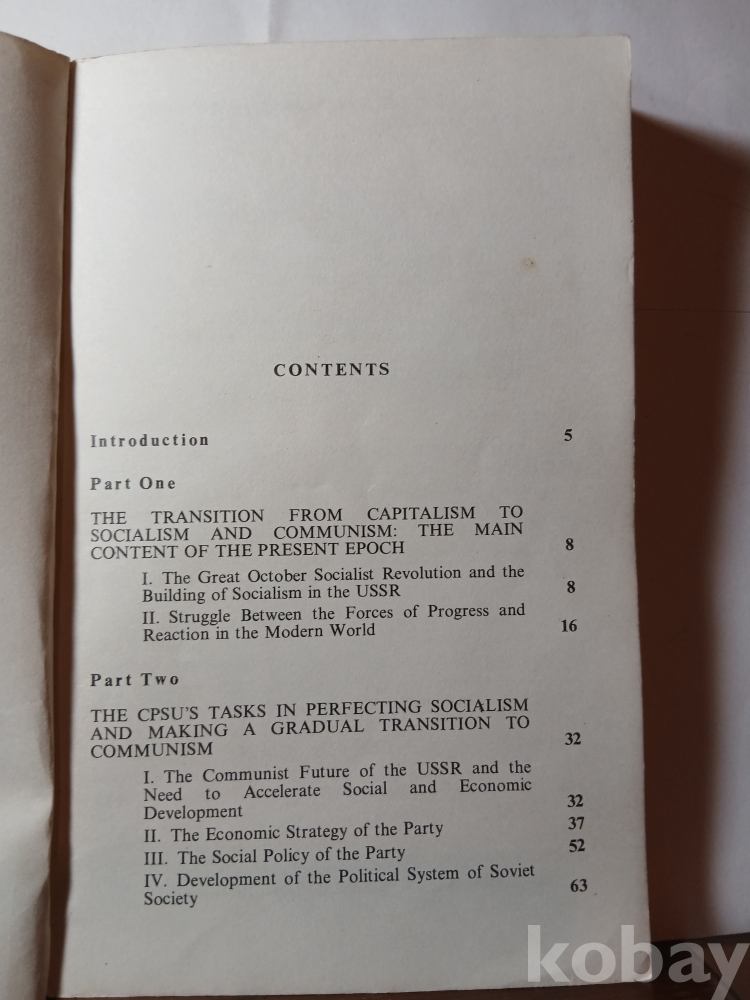 CONTENTS
Introduction 5
Part One
THE TRANSITION FROM CAPITALISM TO
SOCIALISM AND COMMUNISM: THE MAIN
CONTENT OF THE PRESENT EPOCH 8
I. The Great October Socialist Revolution and the
Building of Socialism in the USSR 8
II. Struggle Between the Forces of Progress and
Reaction in the Modern World 16
Part Two
THE CPSU'S TASKS IN PERFECTING SOCIALISM
AND MAKING A GRADUAL TRANSITION TO
COMMUNISM 32
I. The Communist Future of the USSR and the
Need to Accelerate Social and Economic
Development 32
II. The Economic Strategy of the Party 37
III. The Social Policy of the Party 52
IV. Development of the Political System of Soviet
Society 63
kobay